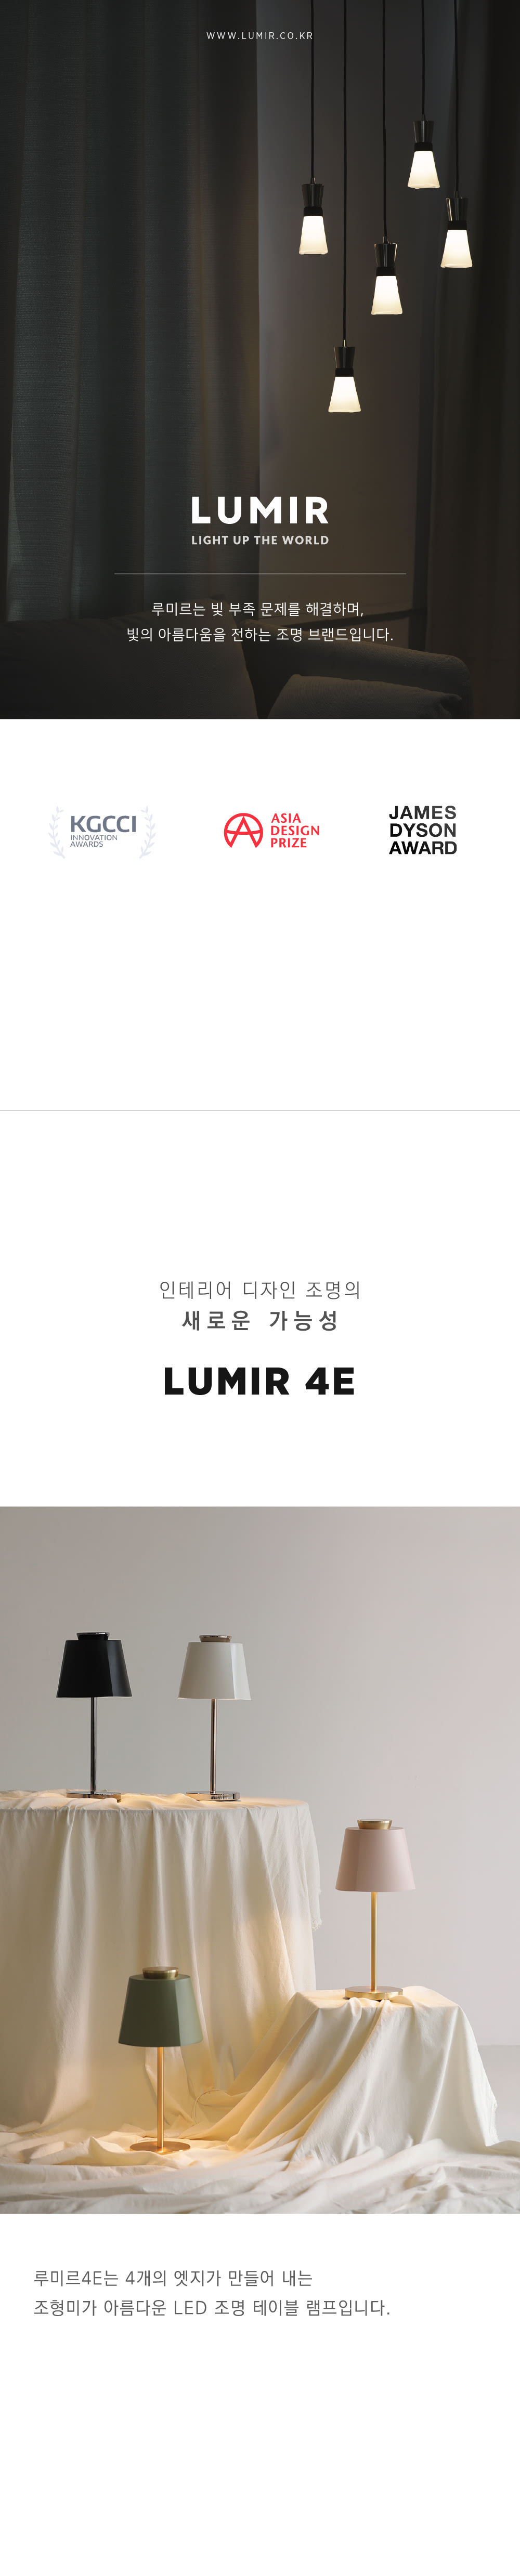 WWW.LUMIR.CO.KR
LUMIR
LIGHT UP THE WORLD
루미르는 빛 부족 문제를 해결하며,
빛의 아름다움을 전하는 조명 브랜드입니다.
KGCCI
INNOVATION
AWARDS
ASIA
DESIGN
PRIZE
JAMES
DYSON
AWARD
인테리어 디자인 조명의
새로운 가능성
LUMIR 4E
루미르4E는 4개의 엣지가 만들어 내는
조형미가 아름다운 LED 조명 테이블 램프입니다.